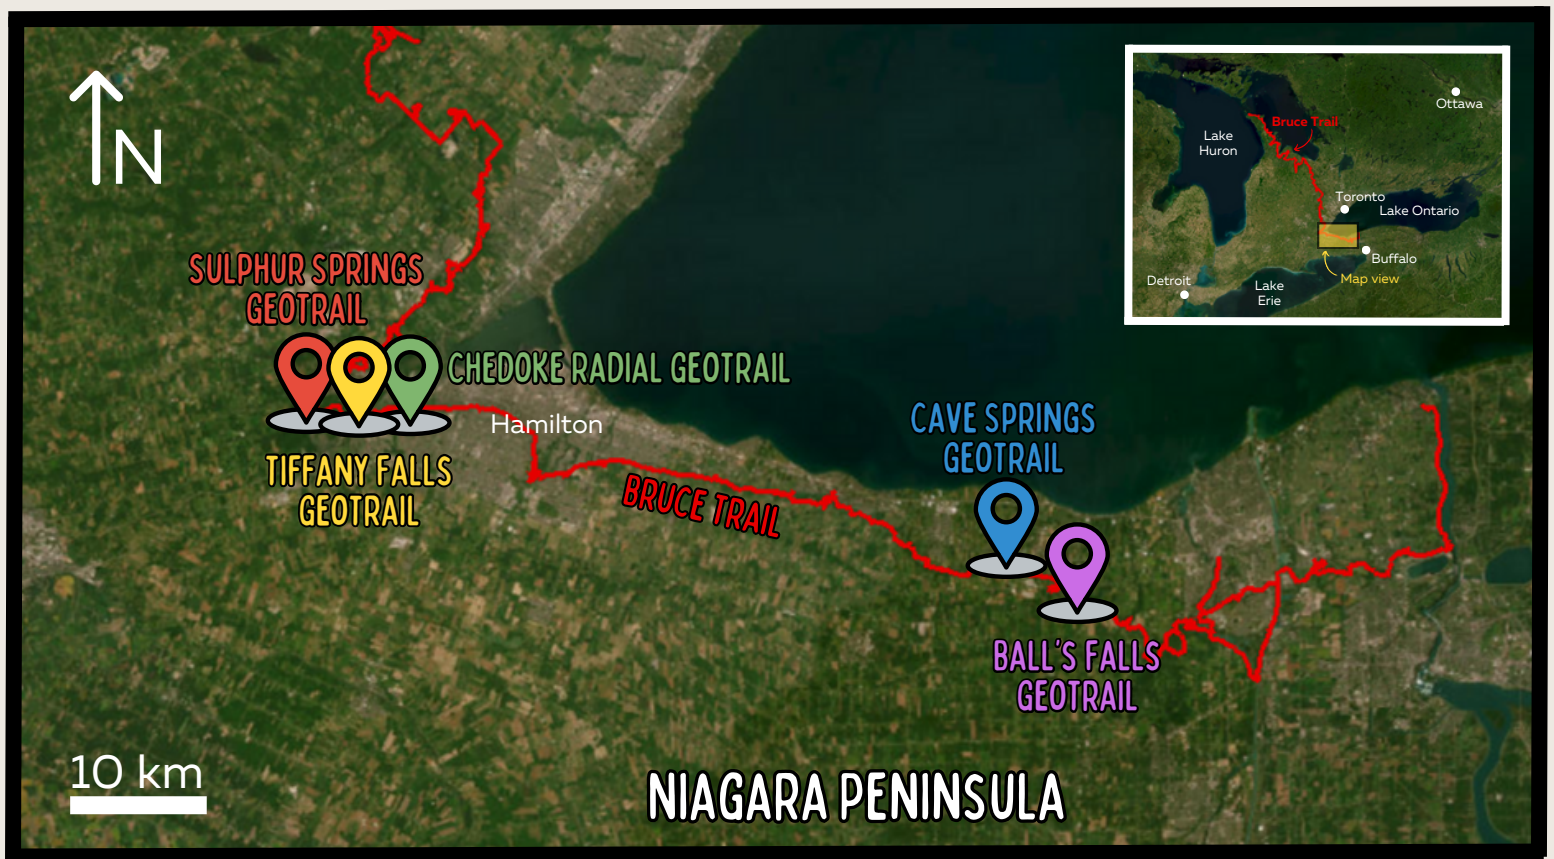 N
SULPHUR SPRINGS
GEOTRAIL
CHEDOKE RADIAL GEOTRAIL
Hamilton
TIFFANY FALLS
GEOTRAIL
BRUCE TRAIL
CAVE SPRINGS
GEOTRAIL
BALL'S FALLS
GEOTRAIL
10 km
NIAGARA PENINSULA
Ottawa
Bruce Trail
Lake
Huron
Toronto
Lake Ontario
Buffalo
Map view
Detroit
Lake
Erie